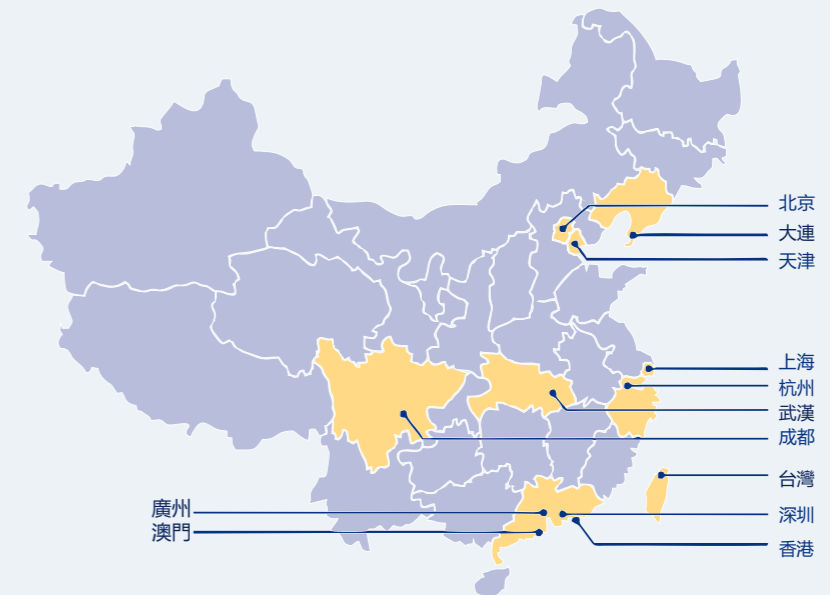 北京
大連
天津
上海
杭州
武漢
成都
台灣
廣州
深圳
澳門
香港